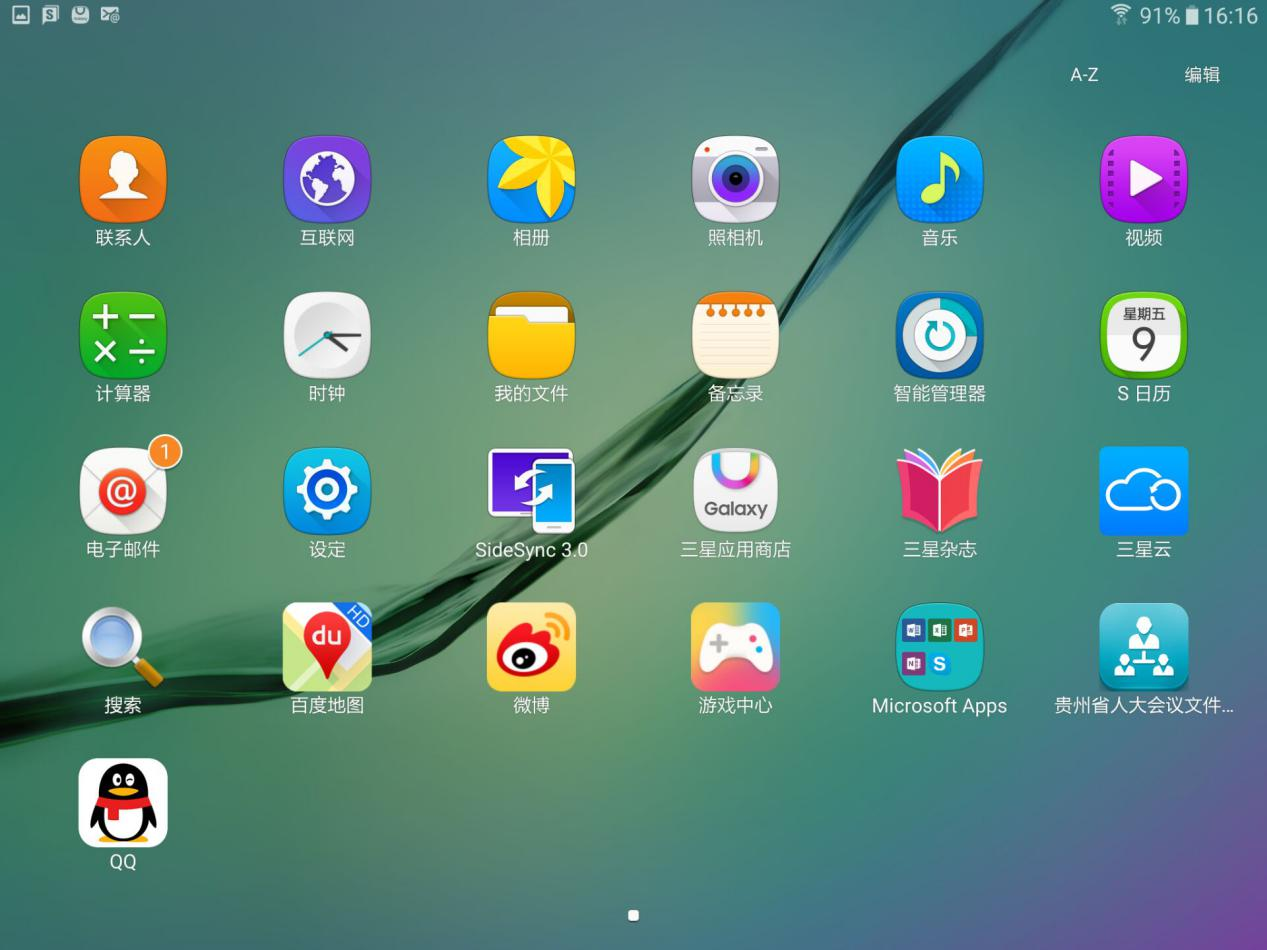 91% 16:16
A-Z 编辑
联系人 互联网 相册 照相机 音乐 视频
星期五
9
计算器 时钟 我的文件 备忘录 智能管理器 S 日历
1
@
Galaxy
电子邮件 设定 SideSync 3.0 三星应用商店 三星杂志 三星云
HD
du
S
搜索 百度地图 微博 游戏中心 Microsoft Apps 贵州省人大会议文件...
QQ